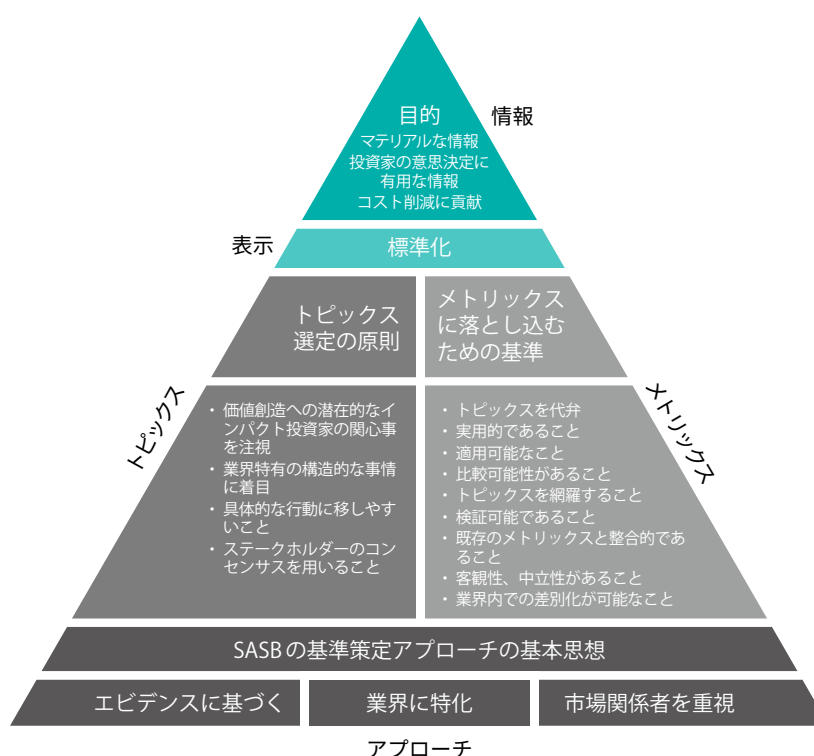 目的
情報
マテリアルな情報
投資家の意思決定に
有用な情報
コスト削減に貢献
表示
標準化
トピックス
選定の原則
メトリックス
に落とし込む
ための基準
トピックス
・ 価値創造への潜在的なイ
ンパクト投資家の関心事
を注視
・ 業界特有の構造的な事情
に着目
・ 具体的な行動に移しやす
いこと
・ ステークホルダーのコン
センサスを用いること
・ トピックスを代弁
・ 実用的であること
・ 適用可能なこと
・ 比較可能性があること
・ トピックスを網羅すること
・ 検証可能であること
・ 既存のメトリックスと整合的であ
ること
・ 客観性、中立性があること
・ 業界内での差別化が可能なこと
メトリックス
SASBの基準策定アプローチの基本思想
エビデンスに基づく
業界に特化
市場関係者を重視
アプローチ